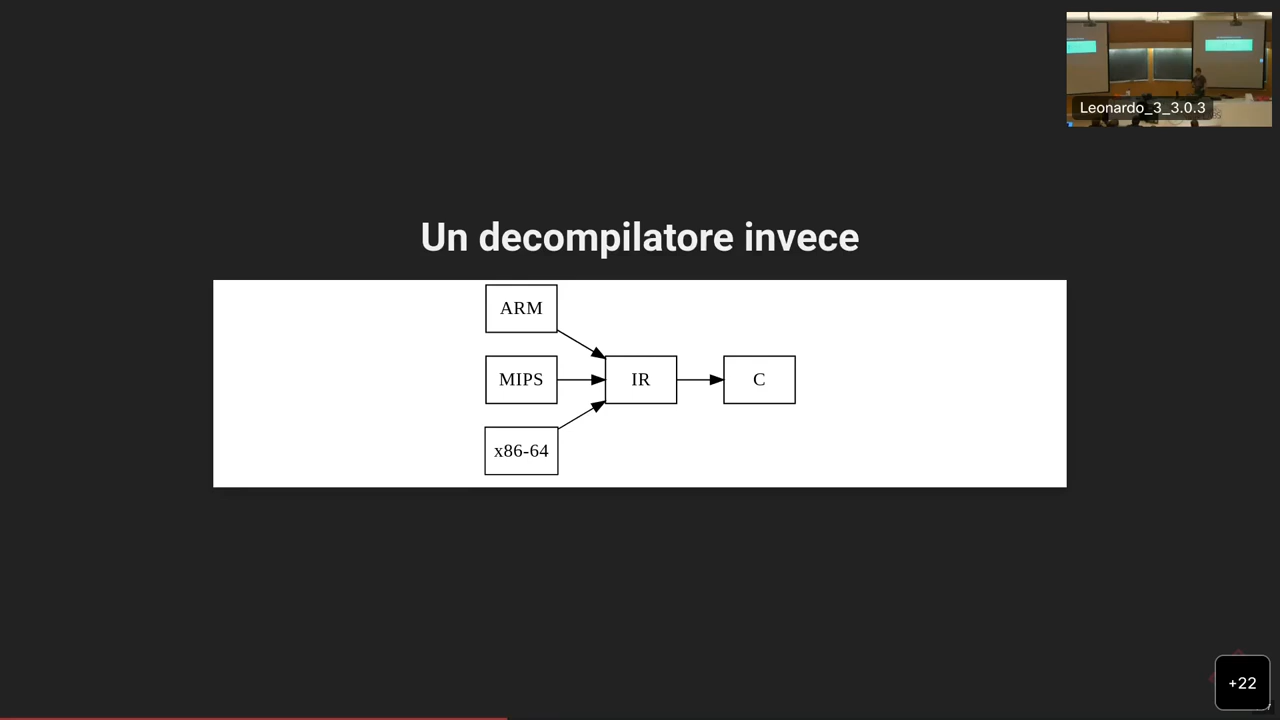 Leonardo_3_3.0.3
Un decompilatore invece
ARM
MIPS
IR
C
x86-64
+22